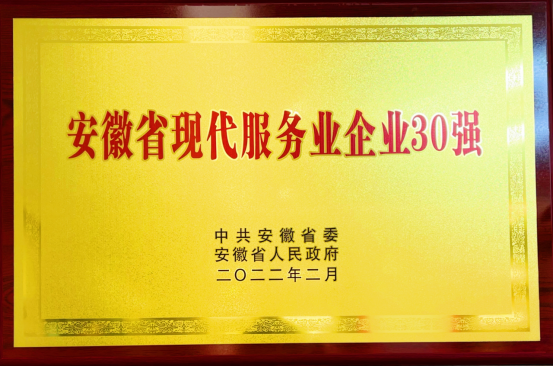 安徽省现代服务业企业30强
中共安徽省委
安徽省人民政府
二〇二二年二月